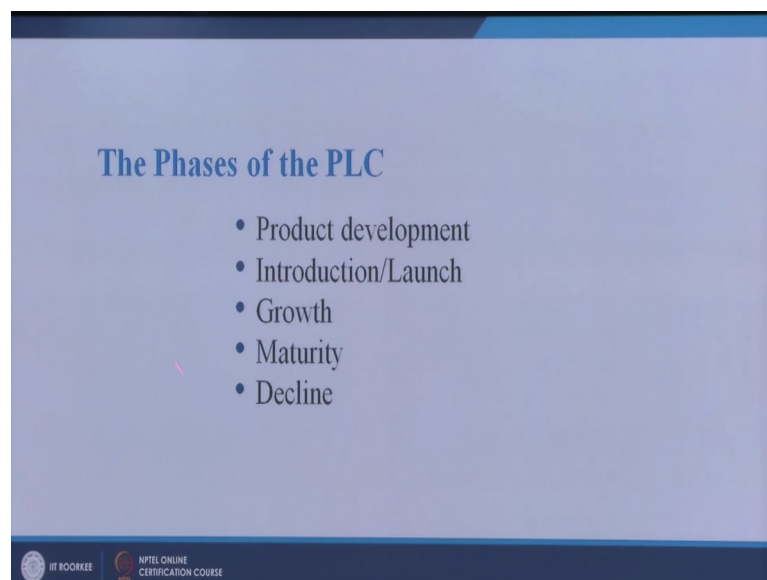 The Phases of the PLC
• Product development
• Introduction/Launch
• Growth
• Maturity
• Decline
IIT ROORKEE
NPTEL ONLINE
CERTIFICATION COURSE